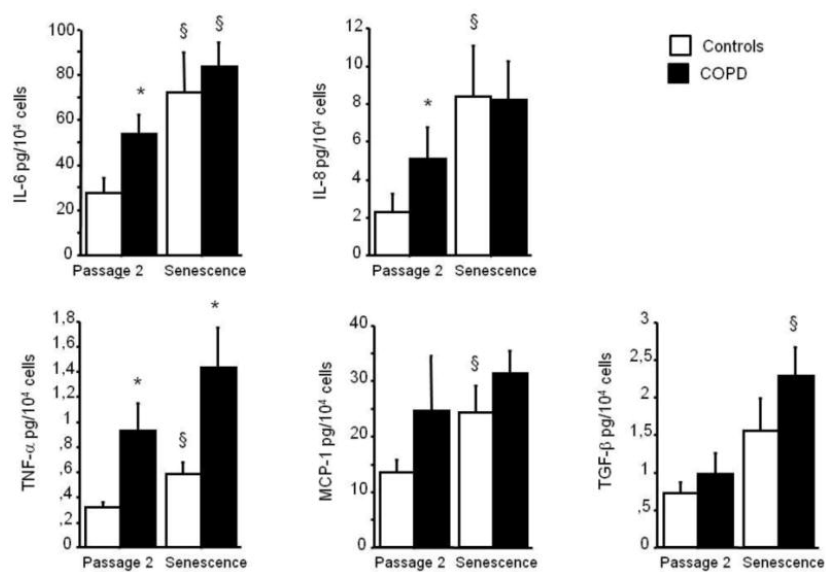 IL-6 pg/10⁴ cells
100
80
60
40
20
0
§
§
*
Passage 2
Senescence
IL-8 pg/10⁴ cells
12
10
8
6
4
2
0
§
*
Passage 2
Senescence
Controls
COPD
TNF-α pg/10⁴ cells
1,8
1,4
1
,8
,6
,4
,2
0
*
*
§
Passage 2
Senescence
MCP-1 pg/10⁴ cells
40
35
30
25
20
15
10
0
§
Passage 2
Senescence
TGF-β pg/10⁴ cells
3
2,5
2
1,5
1
,5
0
§
Passage 2
Senescence